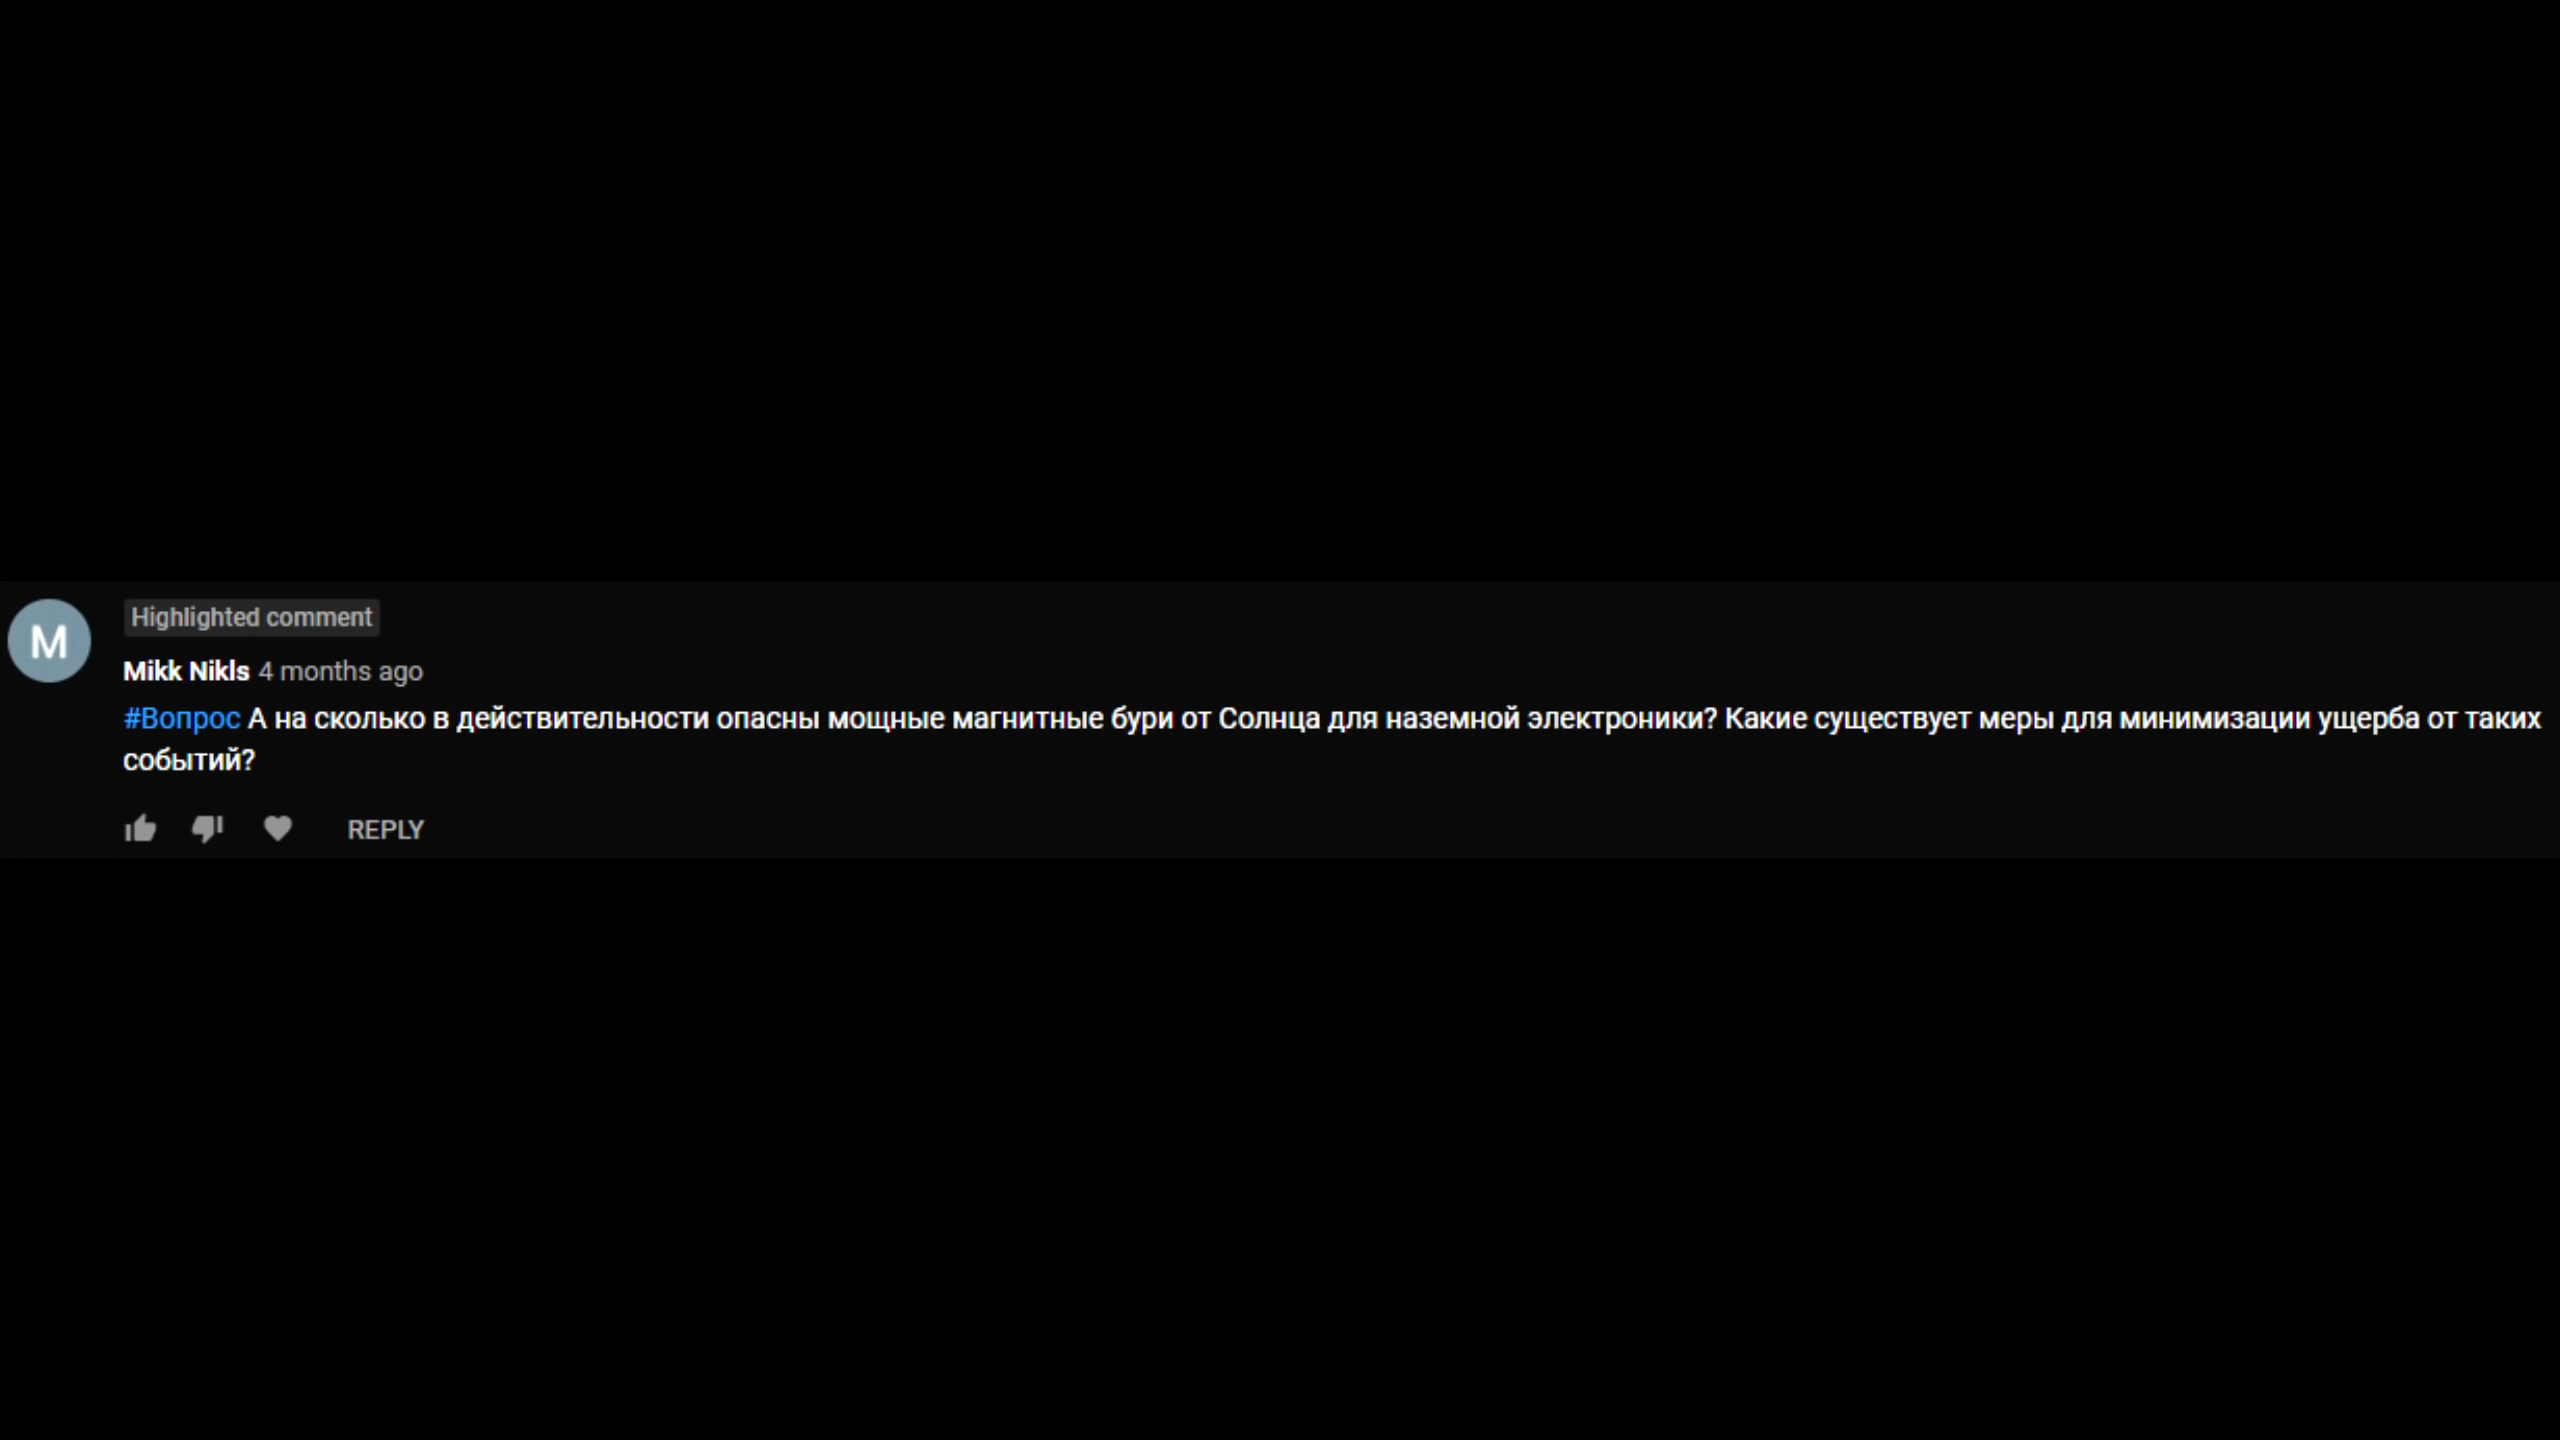 Highlighted comment
M
Mikk Nikls 4 months ago
#Вопрос А на сколько в действительности опасны мощные магнитные бури от Солнца для наземной электроники? Какие существует меры для минимизации ущерба от таких
событий?
REPLY